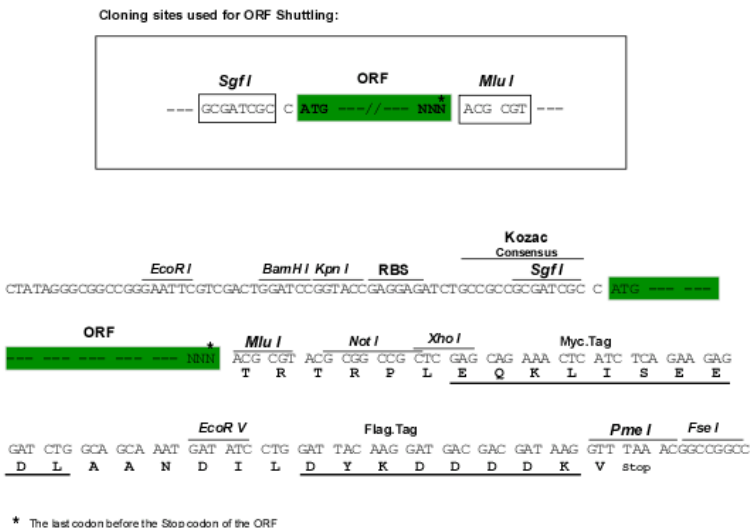 Cloning sites used for ORF Shuttling:
Sgf I ORF Mlu I
--- GCGATCGC C ATG ---//--- NNN* ACG CGT ---
Kozac
Consensus
EcoR I BamH I Kpn I RBS Sgf I
CTATAGGGCGGCCGGGAATTCGTCGACTGGATCCGGTACCGAGGAGATCTGCCGCCGCGATCGC C ATG --- ---
ORF
Mlu I Not I Xho I Myc.Tag
--- --- --- --- --- NNN* ACG CGT ACG CGG CCG CTC GAG CAG AAA CTC ATC TCA GAA GAG
T R T R P L E Q K L I S E E
EcoR V Flag.Tag Pme I Fse I
GAT CTG GCA GCA AAT GAT ATC CTG GAT TAC AAG GAT GAC GAC GAT AAG GTT TAA ACGGCCGGCC
D L A A N D I L D Y K D D D D K V Stop
* The last codon before the Stop codon of the ORF